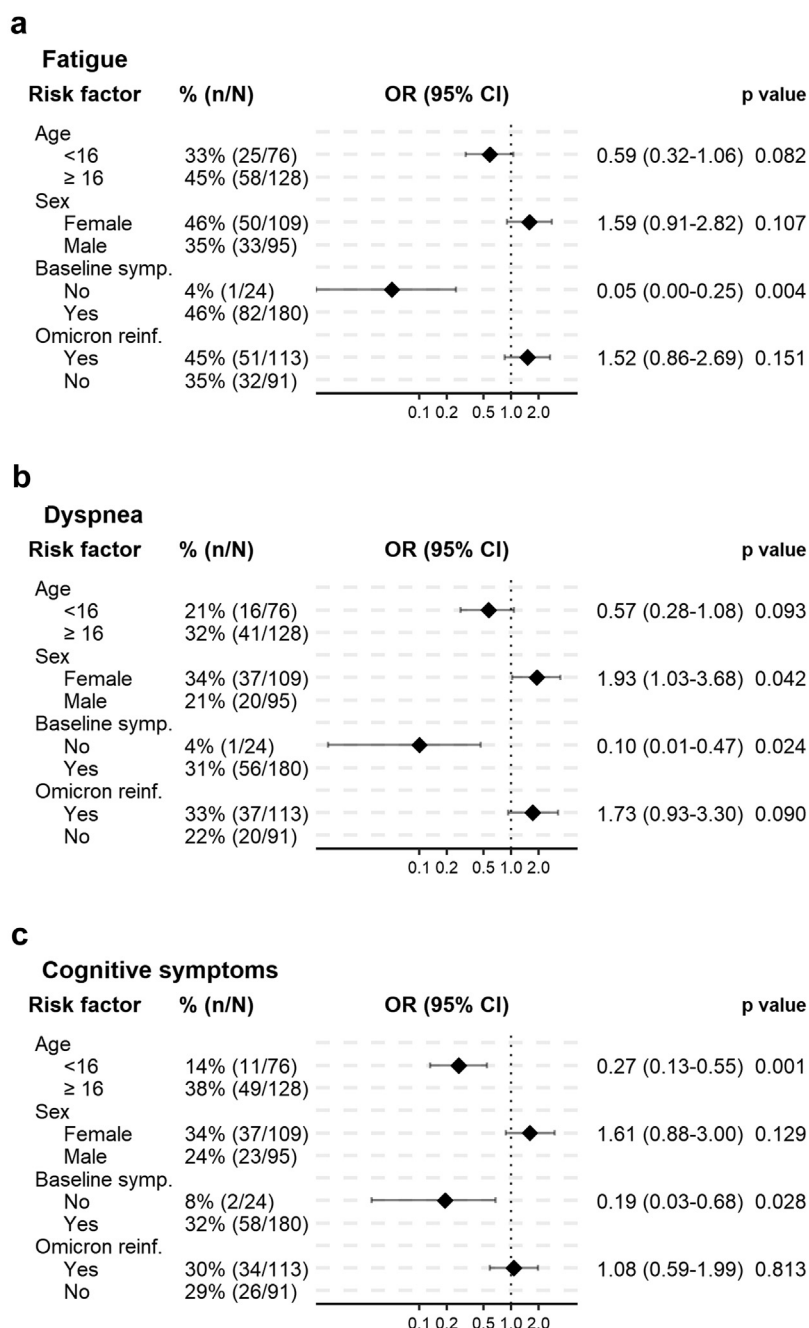 a
Fatigue
Risk factor % (n/N) OR (95% CI) p value
Age
<16 33% (25/76) 0.59 (0.32-1.06) 0.082
≥ 16 45% (58/128)
Sex
Female 46% (50/109) 1.59 (0.91-2.82) 0.107
Male 35% (33/95)
Baseline symp.
No 4% (1/24) 0.05 (0.00-0.25) 0.004
Yes 46% (82/180)
Omicron reinf.
Yes 45% (51/113) 1.52 (0.86-2.69) 0.151
No 35% (32/91)
0.1 0.2 0.5 1.0 2.0
b
Dyspnea
Risk factor % (n/N) OR (95% CI) p value
Age
<16 21% (16/76) 0.57 (0.28-1.08) 0.093
≥ 16 32% (41/128)
Sex
Female 34% (37/109) 1.93 (1.03-3.68) 0.042
Male 21% (20/95)
Baseline symp.
No 4% (1/24) 0.10 (0.01-0.47) 0.024
Yes 31% (56/180)
Omicron reinf.
Yes 33% (37/113) 1.73 (0.93-3.30) 0.090
No 22% (20/91)
0.1 0.2 0.5 1.0 2.0
c
Cognitive symptoms
Risk factor % (n/N) OR (95% CI) p value
Age
<16 14% (11/76) 0.27 (0.13-0.55) 0.001
≥ 16 38% (49/128)
Sex
Female 34% (37/109) 1.61 (0.88-3.00) 0.129
Male 24% (23/95)
Baseline symp.
No 8% (2/24) 0.19 (0.03-0.68) 0.028
Yes 32% (58/180)
Omicron reinf.
Yes 30% (34/113) 1.08 (0.59-1.99) 0.813
No 29% (26/91)
0.1 0.2 0.5 1.0 2.0